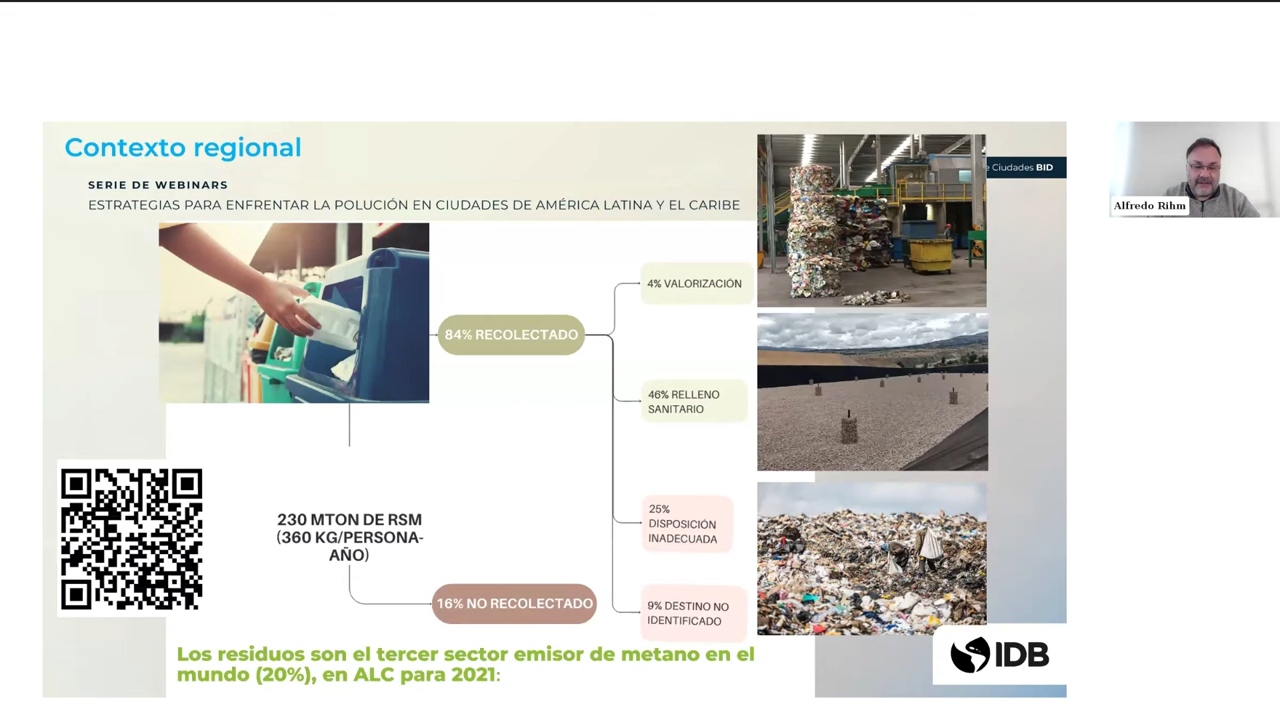 Contexto regional
SERIE DE WEBINARS
ESTRATEGIAS PARA ENFRENTAR LA POLUCIÓN EN CIUDADES DE AMÉRICA LATINA Y EL CARIBE
e Ciudades BID
Alfredo Rihm
84% RECOLECTADO
4% VALORIZACIÓN
46% RELLENO
SANITARIO
25%
DISPOSICIÓN
INADECUADA
9% DESTINO NO
IDENTIFICADO
230 MTON DE RSM
(360 KG/PERSONA-
AÑO)
16% NO RECOLECTADO
Los residuos son el tercer sector emisor de metano en el
mundo (20%), en ALC para 2021:
IDB